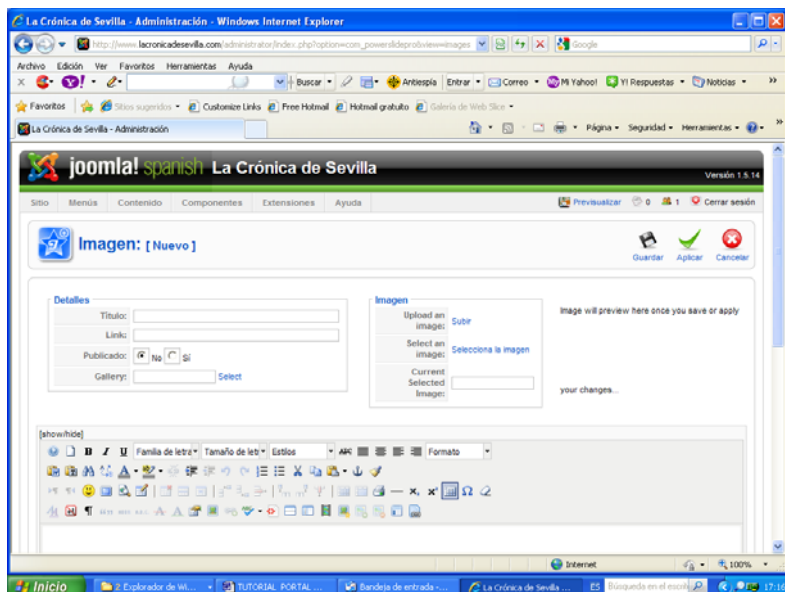 La Crónica de Sevilla - Administración - Windows Internet Explorer
http://www.lacronicadesevilla.com/administrator/index.php?option=com_powerslidepro&view=images
Google
Archivo Edición Ver Favoritos Herramientas Ayuda
Buscar Antiespía Entrar Correo Mi Yahoo! Y! Respuestas Noticias
Favoritos Sitios sugeridos Customize Links Free Hotmail Hotmail gratuito Galería de Web Slice
La Crónica de Sevilla - Administración
Página Seguridad Herramientas
joomla! spanish La Crónica de Sevilla
Versión 1.5.14
Sitio Menús Contenido Componentes Extensiones Ayuda Previsualizar 0 1 Cerrar sesión
Imagen: [ Nuevo ]
Guardar Aplicar Cancelar
Detalles
Titulo:
Link:
Publicado: No Sí
Gallery: Select
Imagen
Upload an image: Subir
Select an image: Selecciona la imagen
Current Selected Image:
Image will preview here once you save or apply
your changes...
[show/hide]
B I U Familia de letra Tamaño de let Estilos ABC Formato
Internet 100%
Inicio 2 Explorador de Wi... TUTORIAL PORTAL ... Bandeja de entrada -... La Crónica de Sevilla ... ES Búsqueda en el escrit 17:16